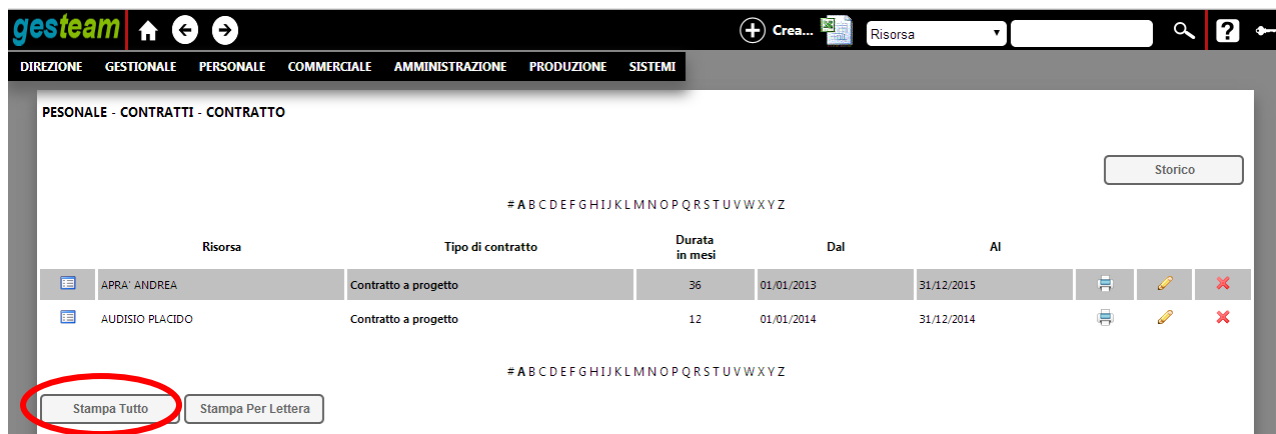 gesteam Crea... Risorsa ?
DIREZIONE GESTIONALE PERSONALE COMMERCIALE AMMINISTRAZIONE PRODUZIONE SISTEMI
PESONALE - CONTRATTI - CONTRATTO
Storico
# A B C D E F G H I J K L M N O P Q R S T U V W X Y Z
Risorsa Tipo di contratto Durata in mesi Dal Al
APRA' ANDREA Contratto a progetto 36 01/01/2013 31/12/2015
AUDISIO PLACIDO Contratto a progetto 12 01/01/2014 31/12/2014
# A B C D E F G H I J K L M N O P Q R S T U V W X Y Z
Stampa Tutto Stampa Per Lettera